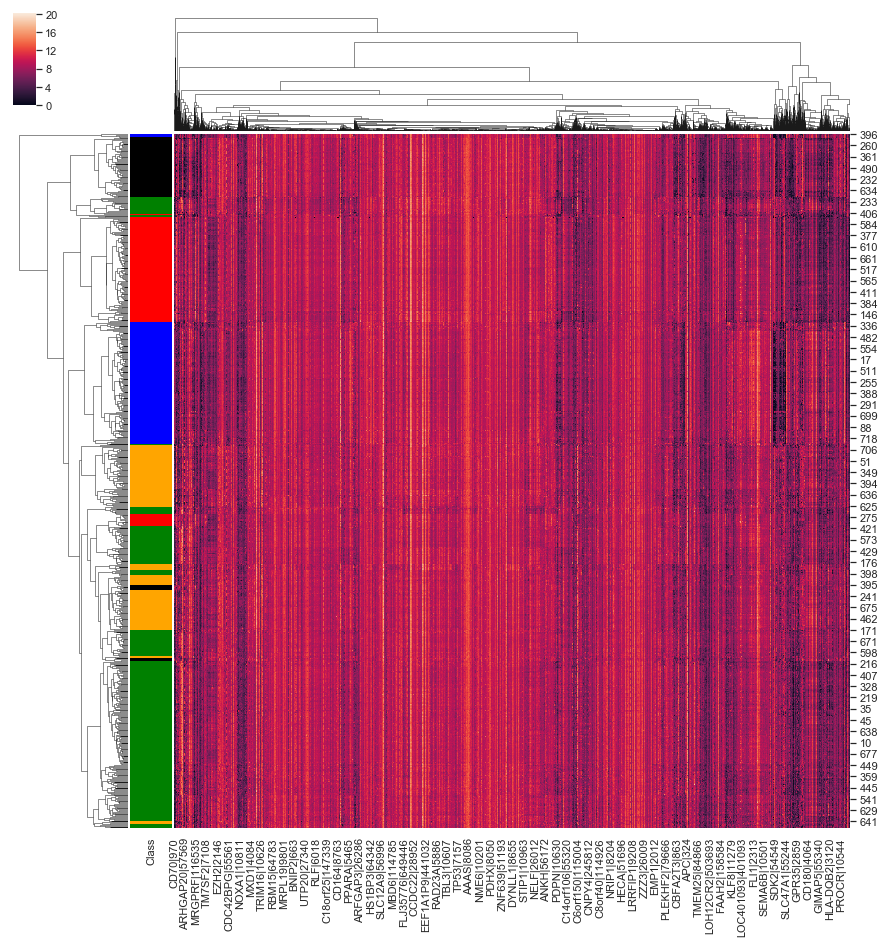 20
16
12
8
4
0
396
260
361
490
232
634
233
406
584
377
610
661
517
565
411
384
146
336
482
554
17
511
255
388
291
699
88
718
706
51
349
394
636
625
275
421
573
429
176
398
395
241
675
462
171
671
598
216
407
328
219
35
45
638
10
677
449
359
445
541
629
641
Class
CD70|970
ARHGAP20|57569
MRGPRF|116535
TM7SF2|7108
EZH2|2146
CDC42BPG|55561
NOXA1|10811
MXD1|4084
TRIM16|10626
RBM15|64783
MRI1|19801
BNIP2|663
UTP20|27340
RLF|6018
C18orf25|147339
CD164|8763
PPARA|5465
ARFGAP3|26286
HS1BP3|64342
SLC12A9|56996
MBD6|114785
FLJ35776|649446
CCDC22|28952
EEF1A1P9|441032
RAD23A|5886
TBL3|10607
TP53|7157
AAAS|8086
NME6|10201
PDHX|8050
ZNF639|51193
DYNLL1|8655
STIP1|10963
NDEL... 
ANKH|56172
PDPN|10630
C14orf106|55320
C6orf150|115004
CNPY4|245812
C8orf40|114926
NRIP1|8204
HECA|51696
LRRFIP1|9208
ZZZ3|26009
EMP1|2012
PLEKHF2|79666
CBFA2T3|863
APC|324
TMEM25|84866
LOH12CR2|503693
FAAH2|158584
KLF8|11279
LOC401093|401093
FLI1|2313
SEMA6B|10501
SDK2|54549
SLC47A1|55244
GPR35|2859
CD180|4064
GIMAP5|55340
HLA-DQB2|3120
PROCR|10544